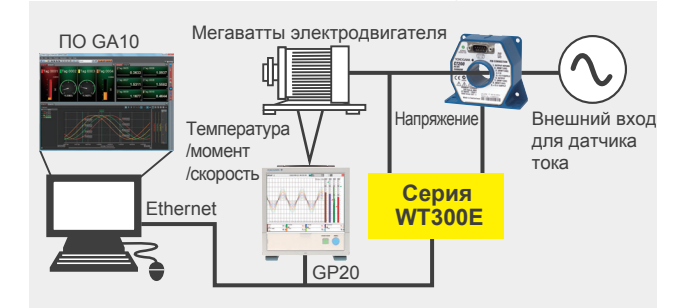 ПО GA10
Мегаватты электродвигателя
Температура
/момент
/скорость
Напряжение
Внешний вход
для датчика
тока
Серия
WT300E
Ethernet
GP20